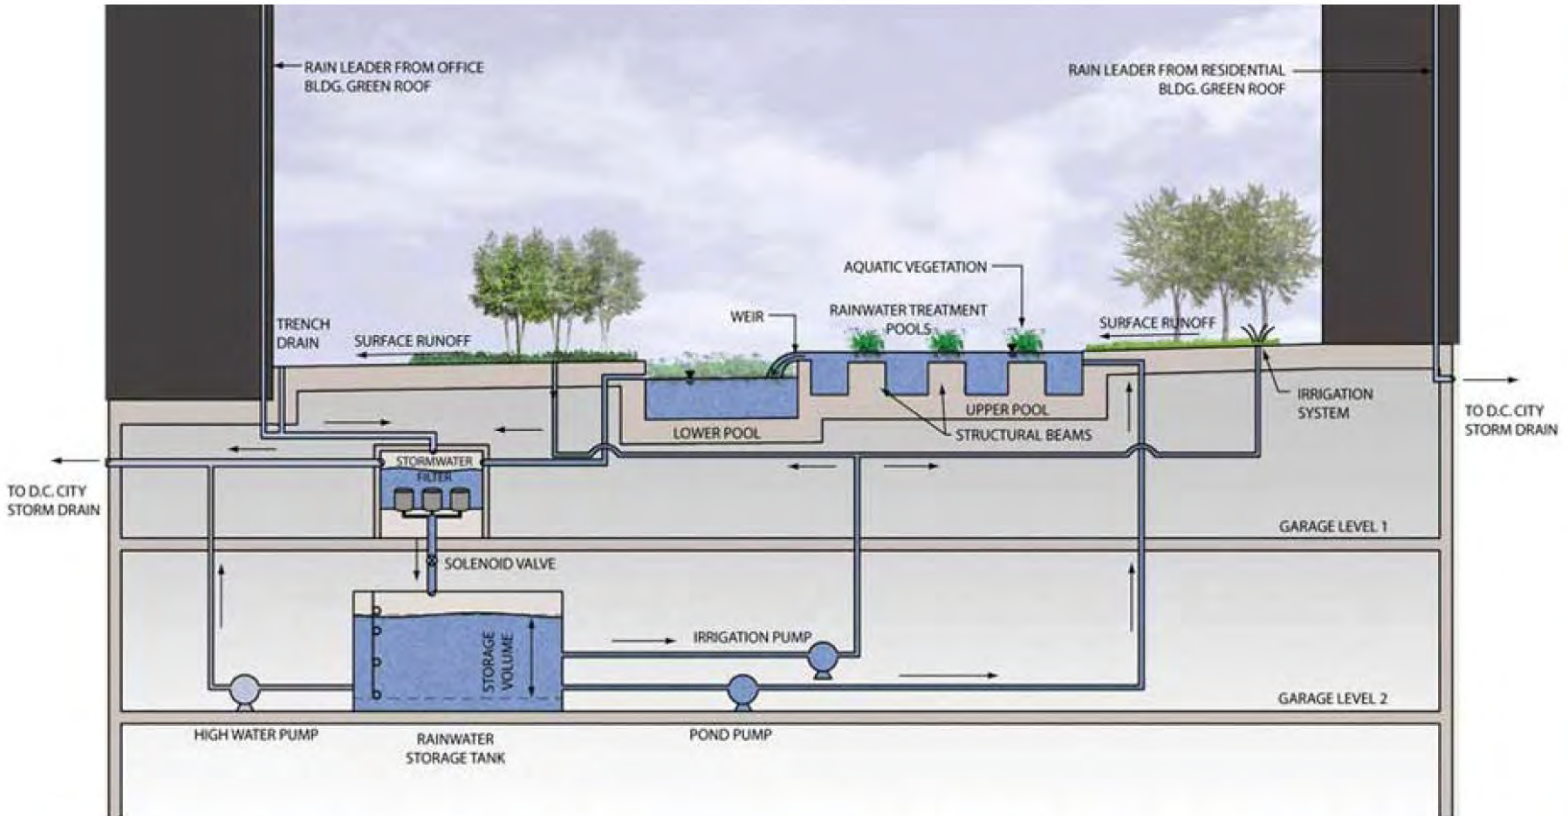 RAIN LEADER FROM OFFICE
BLDG. GREEN ROOF
RAIN LEADER FROM RESIDENTIAL
BLDG. GREEN ROOF
AQUATIC VEGETATION
WEIR
RAINWATER TREATMENT
POOLS
TRENCH
DRAIN
SURFACE RUNOFF
SURFACE RUNOFF
IRRIGATION
SYSTEM
UPPER POOL
LOWER POOL
STRUCTURAL BEAMS
TO D.C. CITY
STORM DRAIN
STORMWATER
FILTER
TO D.C. CITY
STORM DRAIN
GARAGE LEVEL 1
SOLENOID VALVE
STORAGE
VOLUME
IRRIGATION PUMP
GARAGE LEVEL 2
HIGH WATER PUMP
RAINWATER
STORAGE TANK
POND PUMP